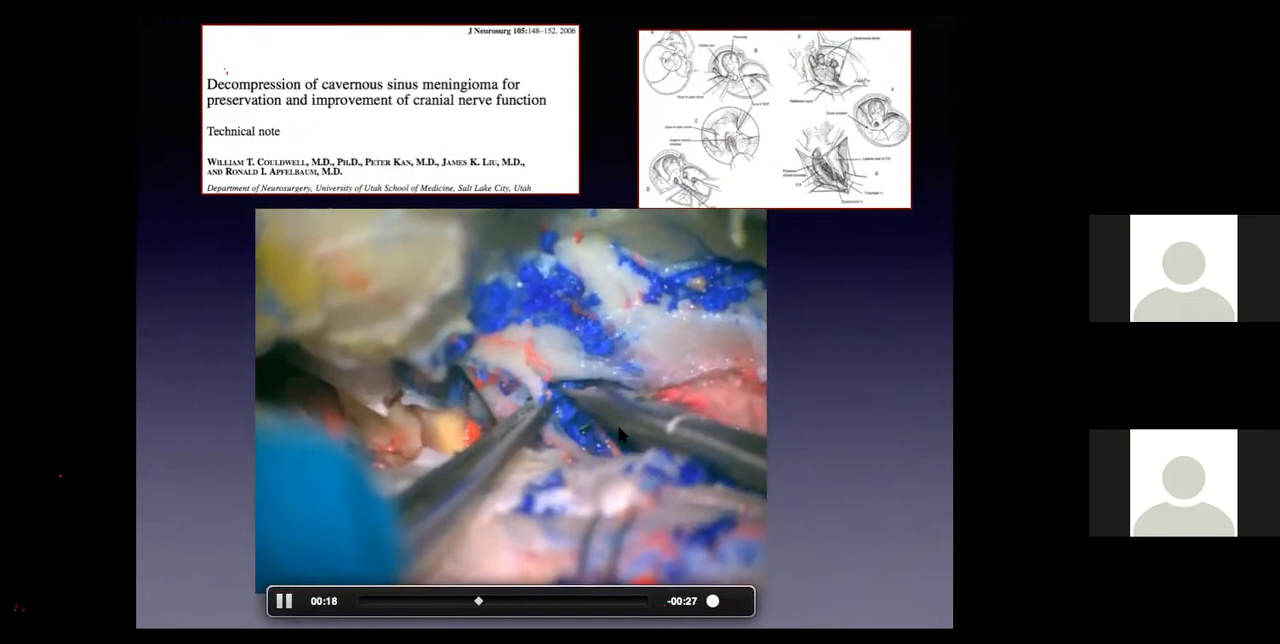 J Neurosurg 105:148–152, 2006
Decompression of cavernous sinus meningioma for
preservation and improvement of cranial nerve function
Technical note
WILLIAM T. COULDWELL, M.D., PH.D., PETER KAN, M.D., JAMES K. LIU, M.D.,
AND RONALD I. APFELBAUM, M.D.
Department of Neurosurgery, University of Utah School of Medicine, Salt Lake City, Utah
A
B
E
F
C
D
G
00:18
-00:27